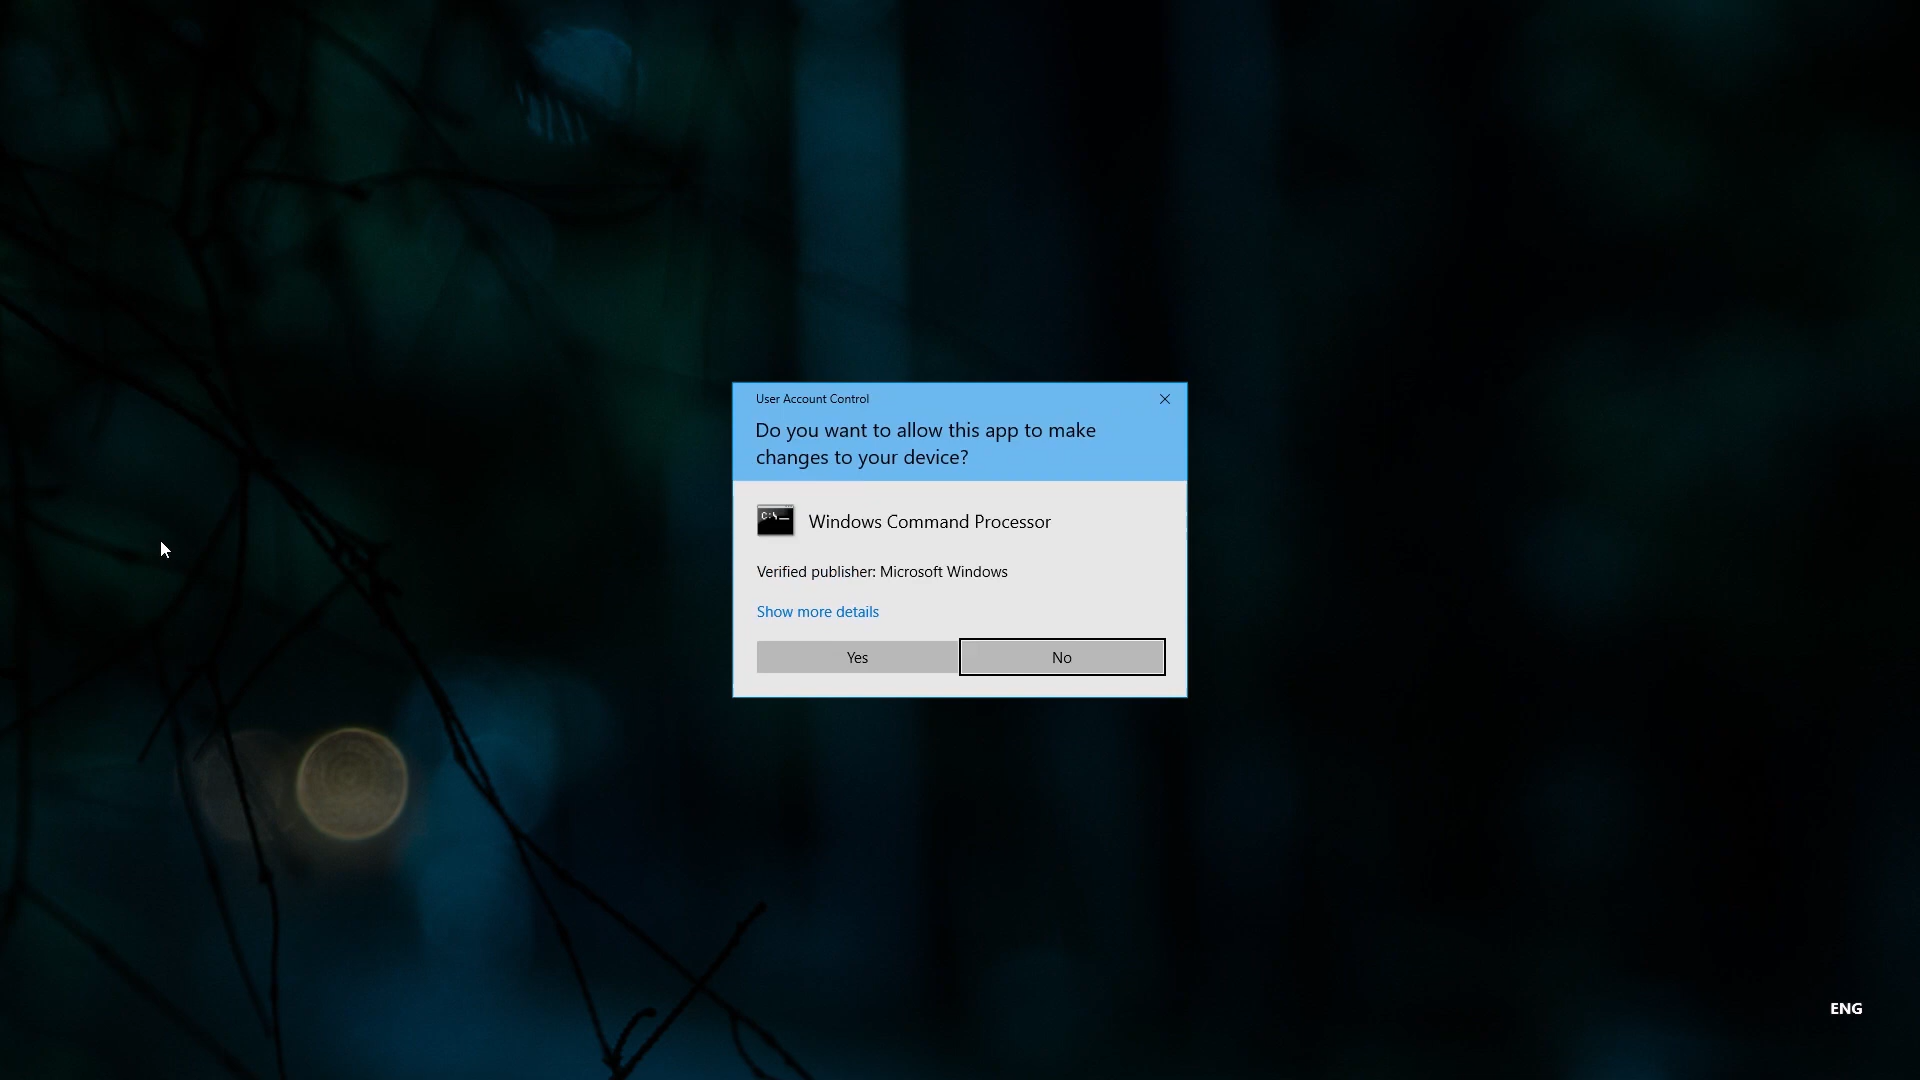 User Account Control
Do you want to allow this app to make
changes to your device?
C:\_
Windows Command Processor
Verified publisher: Microsoft Windows
Show more details
Yes
No
ENG